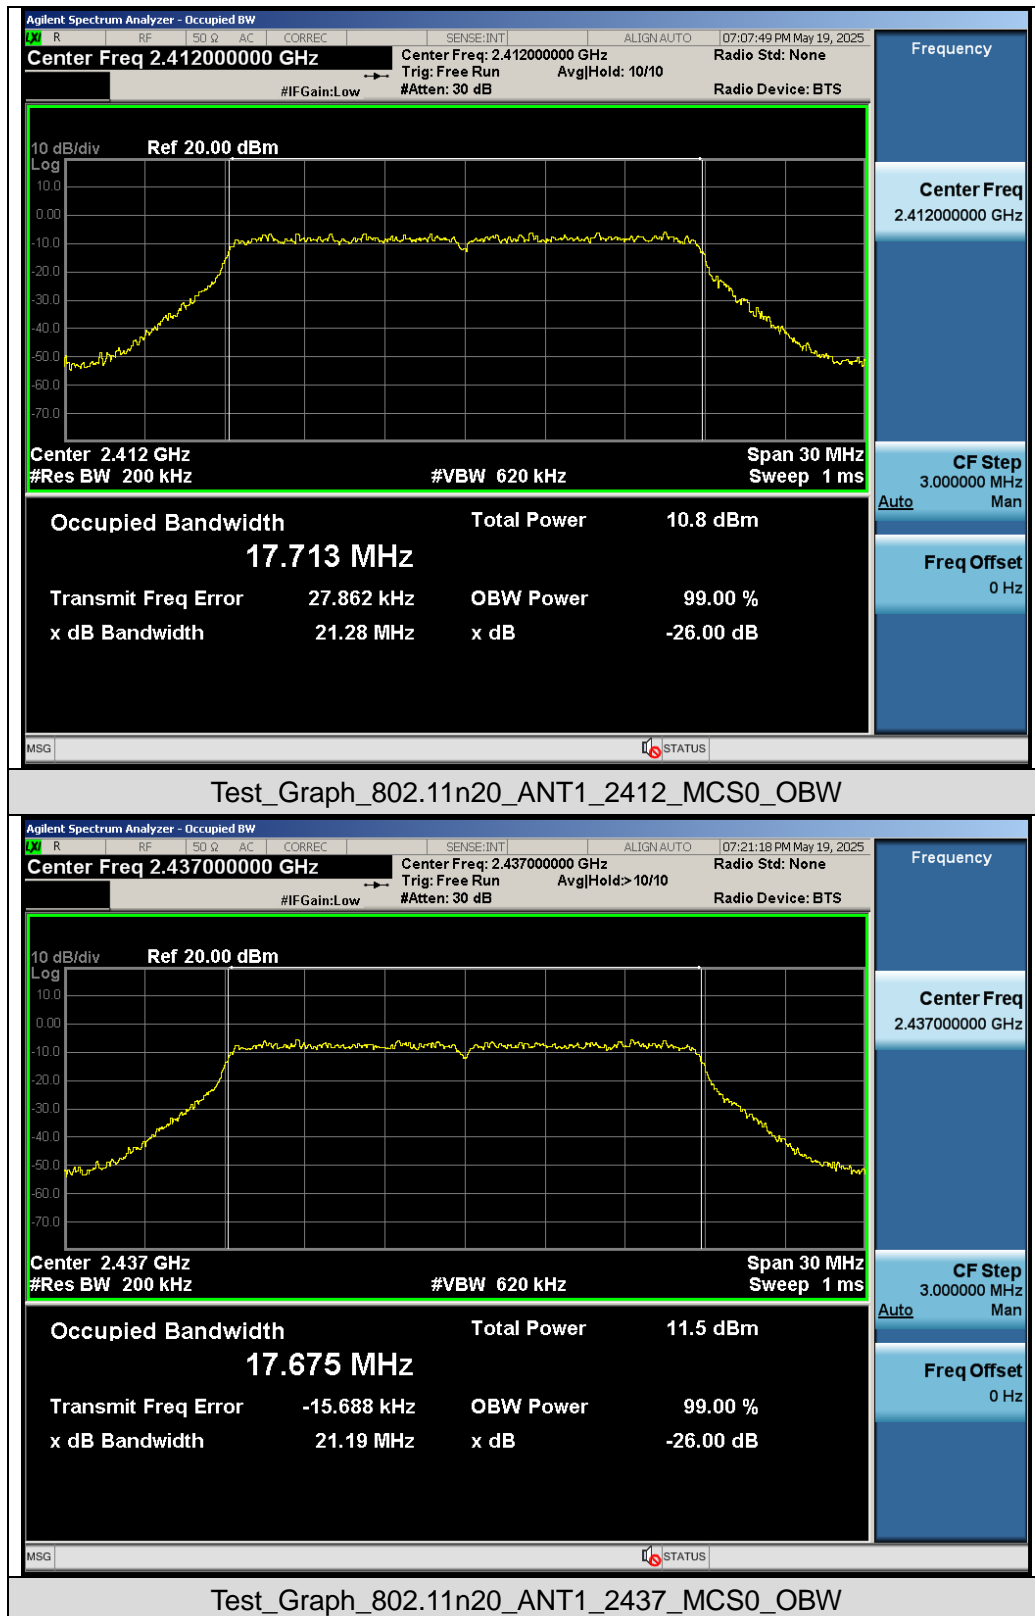 Agilent Spectrum Analyzer - Occupied BW
LXI R RF 50 Ω AC CORREC SENSE:INT ALIGN AUTO 07:07:49 PM May 19, 2025
Center Freq 2.412000000 GHz Center Freq: 2.412000000 GHz Radio Std: None Frequency
Trig: Free Run Avg|Hold: 10/10
#IFGain:Low #Atten: 30 dB Radio Device: BTS
10 dB/div Ref 20.00 dBm
Log
10.0
0.00
-10.0
-20.0
-30.0
-40.0
-50.0
-60.0
-70.0
Center 2.412 GHz Span 30 MHz
#Res BW 200 kHz #VBW 620 kHz Sweep 1 ms
Center Freq
2.412000000 GHz
CF Step
3.000000 MHz
Auto Man
Freq Offset
0 Hz
Occupied Bandwidth Total Power 10.8 dBm
17.713 MHz
Transmit Freq Error 27.862 kHz OBW Power 99.00 %
x dB Bandwidth 21.28 MHz x dB -26.00 dB
MSG STATUS
Test_Graph_802.11n20_ANT1_2412_MCS0_OBW
Agilent Spectrum Analyzer - Occupied BW
LXI R RF 50 Ω AC CORREC SENSE:INT ALIGN AUTO 07:21:18 PM May 19, 2025
Center Freq 2.437000000 GHz Center Freq: 2.437000000 GHz Radio Std: None Frequency
Trig: Free Run Avg|Hold:>10/10
#IFGain:Low #Atten: 30 dB Radio Device: BTS
10 dB/div Ref 20.00 dBm
Log
10.0
0.00
-10.0
-20.0
-30.0
-40.0
-50.0
-60.0
-70.0
Center 2.437 GHz Span 30 MHz
#Res BW 200 kHz #VBW 620 kHz Sweep 1 ms
Center Freq
2.437000000 GHz
CF Step
3.000000 MHz
Auto Man
Freq Offset
0 Hz
Occupied Bandwidth Total Power 11.5 dBm
17.675 MHz
Transmit Freq Error -15.688 kHz OBW Power 99.00 %
x dB Bandwidth 21.19 MHz x dB -26.00 dB
MSG STATUS
Test_Graph_802.11n20_ANT1_2437_MCS0_OBW